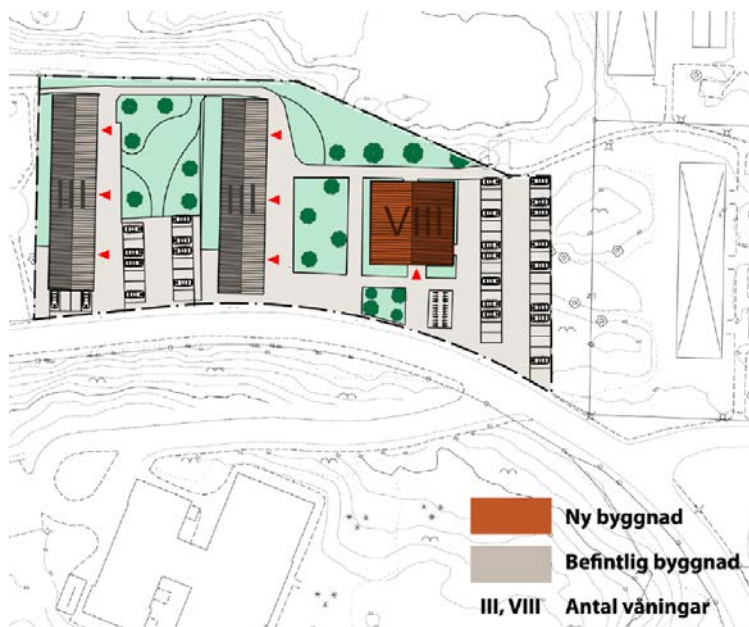 III
III
VIII
Ny byggnad
Befintlig byggnad
III, VIII Antal våningar